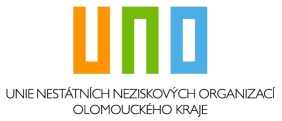 UNO
UNIE NESTÁTNÍCH NEZISKOVÝCH ORGANIZACÍ
OLOMOUCKÉHO KRAJE